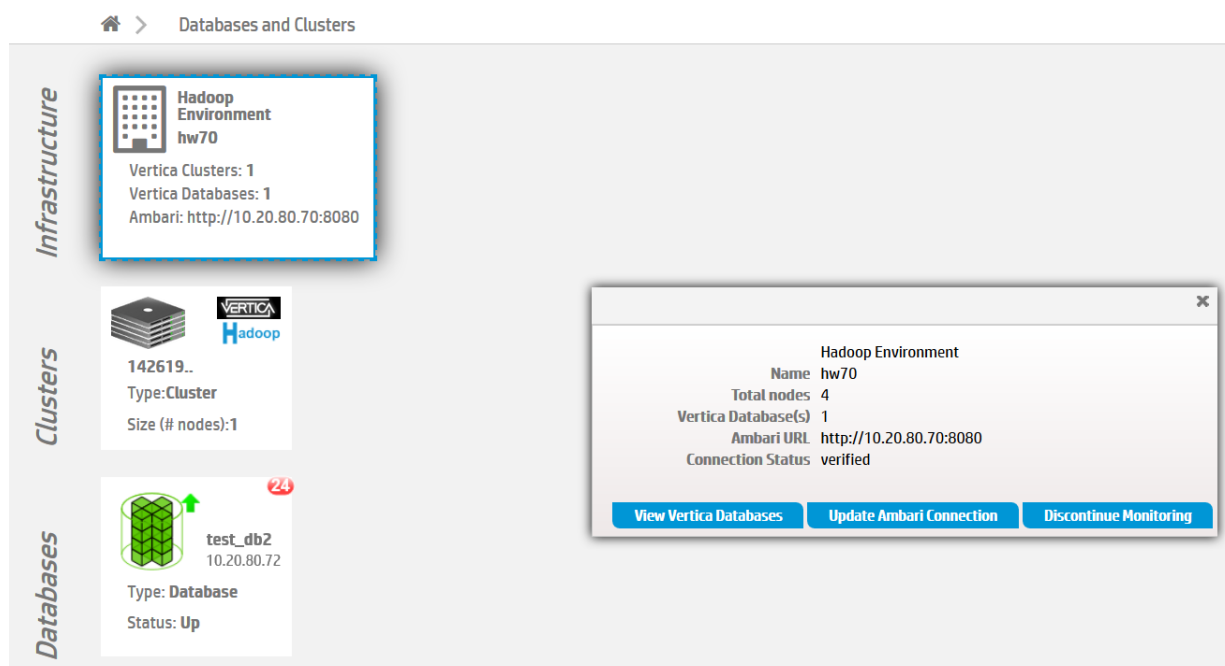 Databases and Clusters
Infrastructure
Hadoop
Environment
hw70
Vertica Clusters: 1
Vertica Databases: 1
Ambari: http://10.20.80.70:8080
Clusters
VERTICA
Hadoop
142619..
Type:Cluster
Size (# nodes):1
Databases
24
test_db2
10.20.80.72
Type: Database
Status: Up
Hadoop Environment
Name hw70
Total nodes 4
Vertica Database(s) 1
Ambari URL http://10.20.80.70:8080
Connection Status verified
View Vertica Databases Update Ambari Connection Discontinue Monitoring